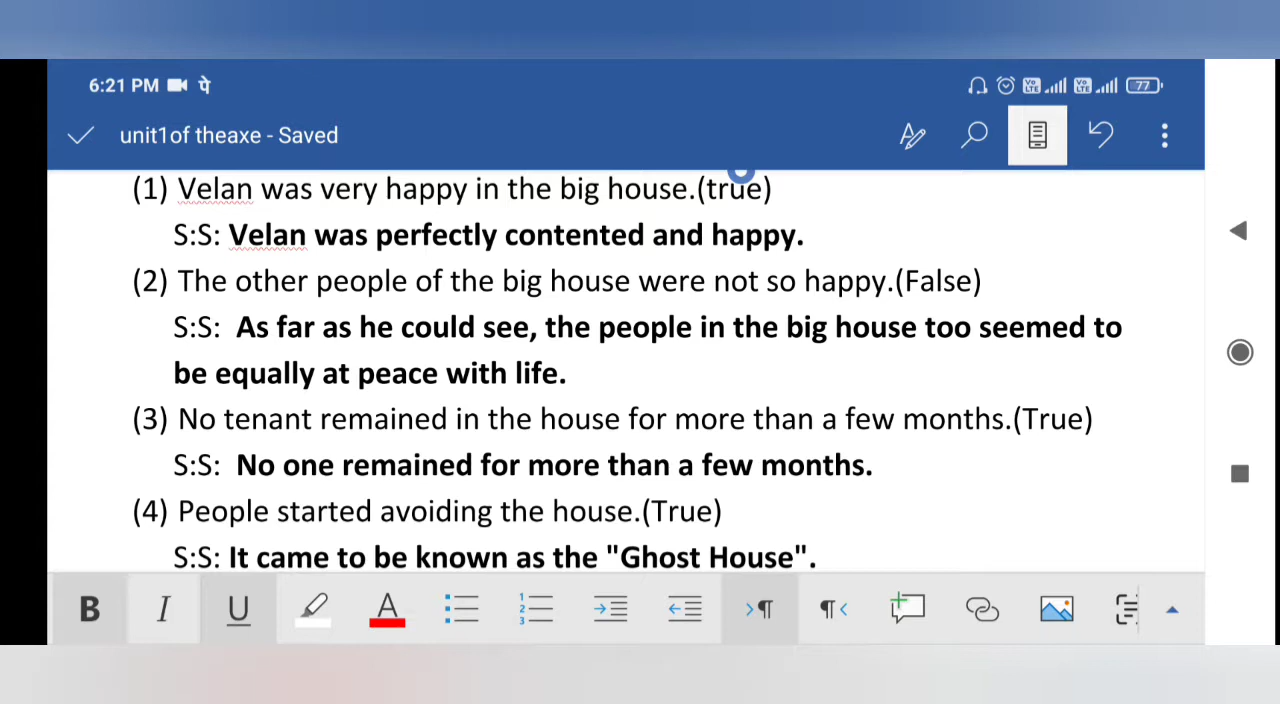 6:21 PM पे 77
unit1of theaxe - Saved
(1) Velan was very happy in the big house.(true)
S:S: Velan was perfectly contented and happy.
(2) The other people of the big house were not so happy.(False)
S:S: As far as he could see, the people in the big house too seemed to
be equally at peace with life.
(3) No tenant remained in the house for more than a few months.(True)
S:S: No one remained for more than a few months.
(4) People started avoiding the house.(True)
S:S: It came to be known as the "Ghost House".
B I U A